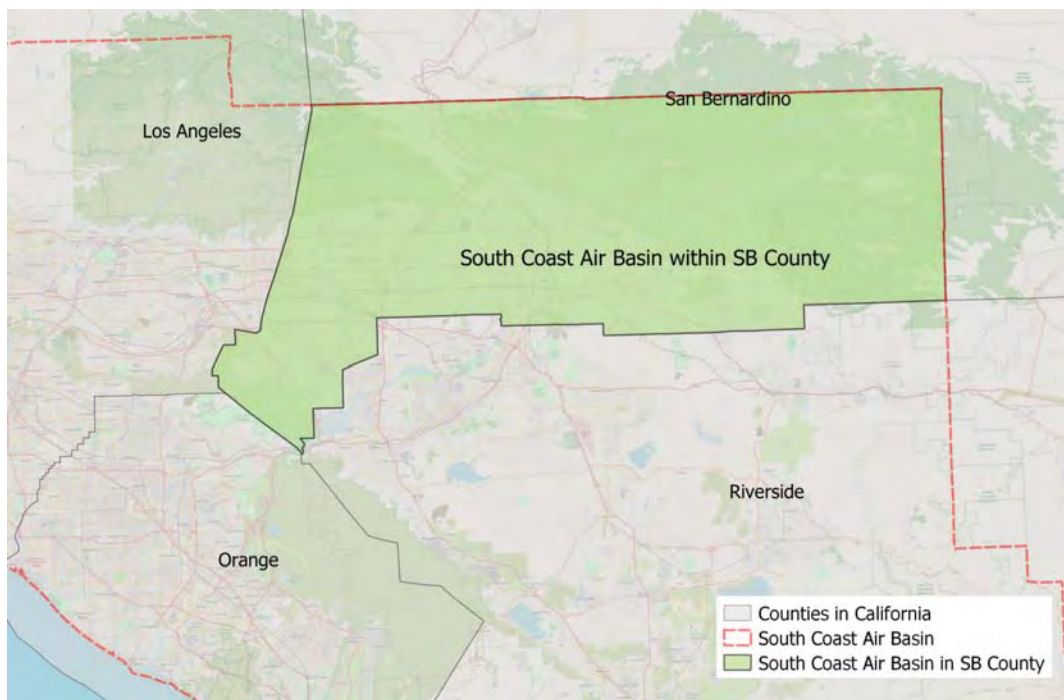 San Bernardino
Los Angeles
South Coast Air Basin within SB County
Riverside
Orange
Counties in California
South Coast Air Basin
South Coast Air Basin in SB County